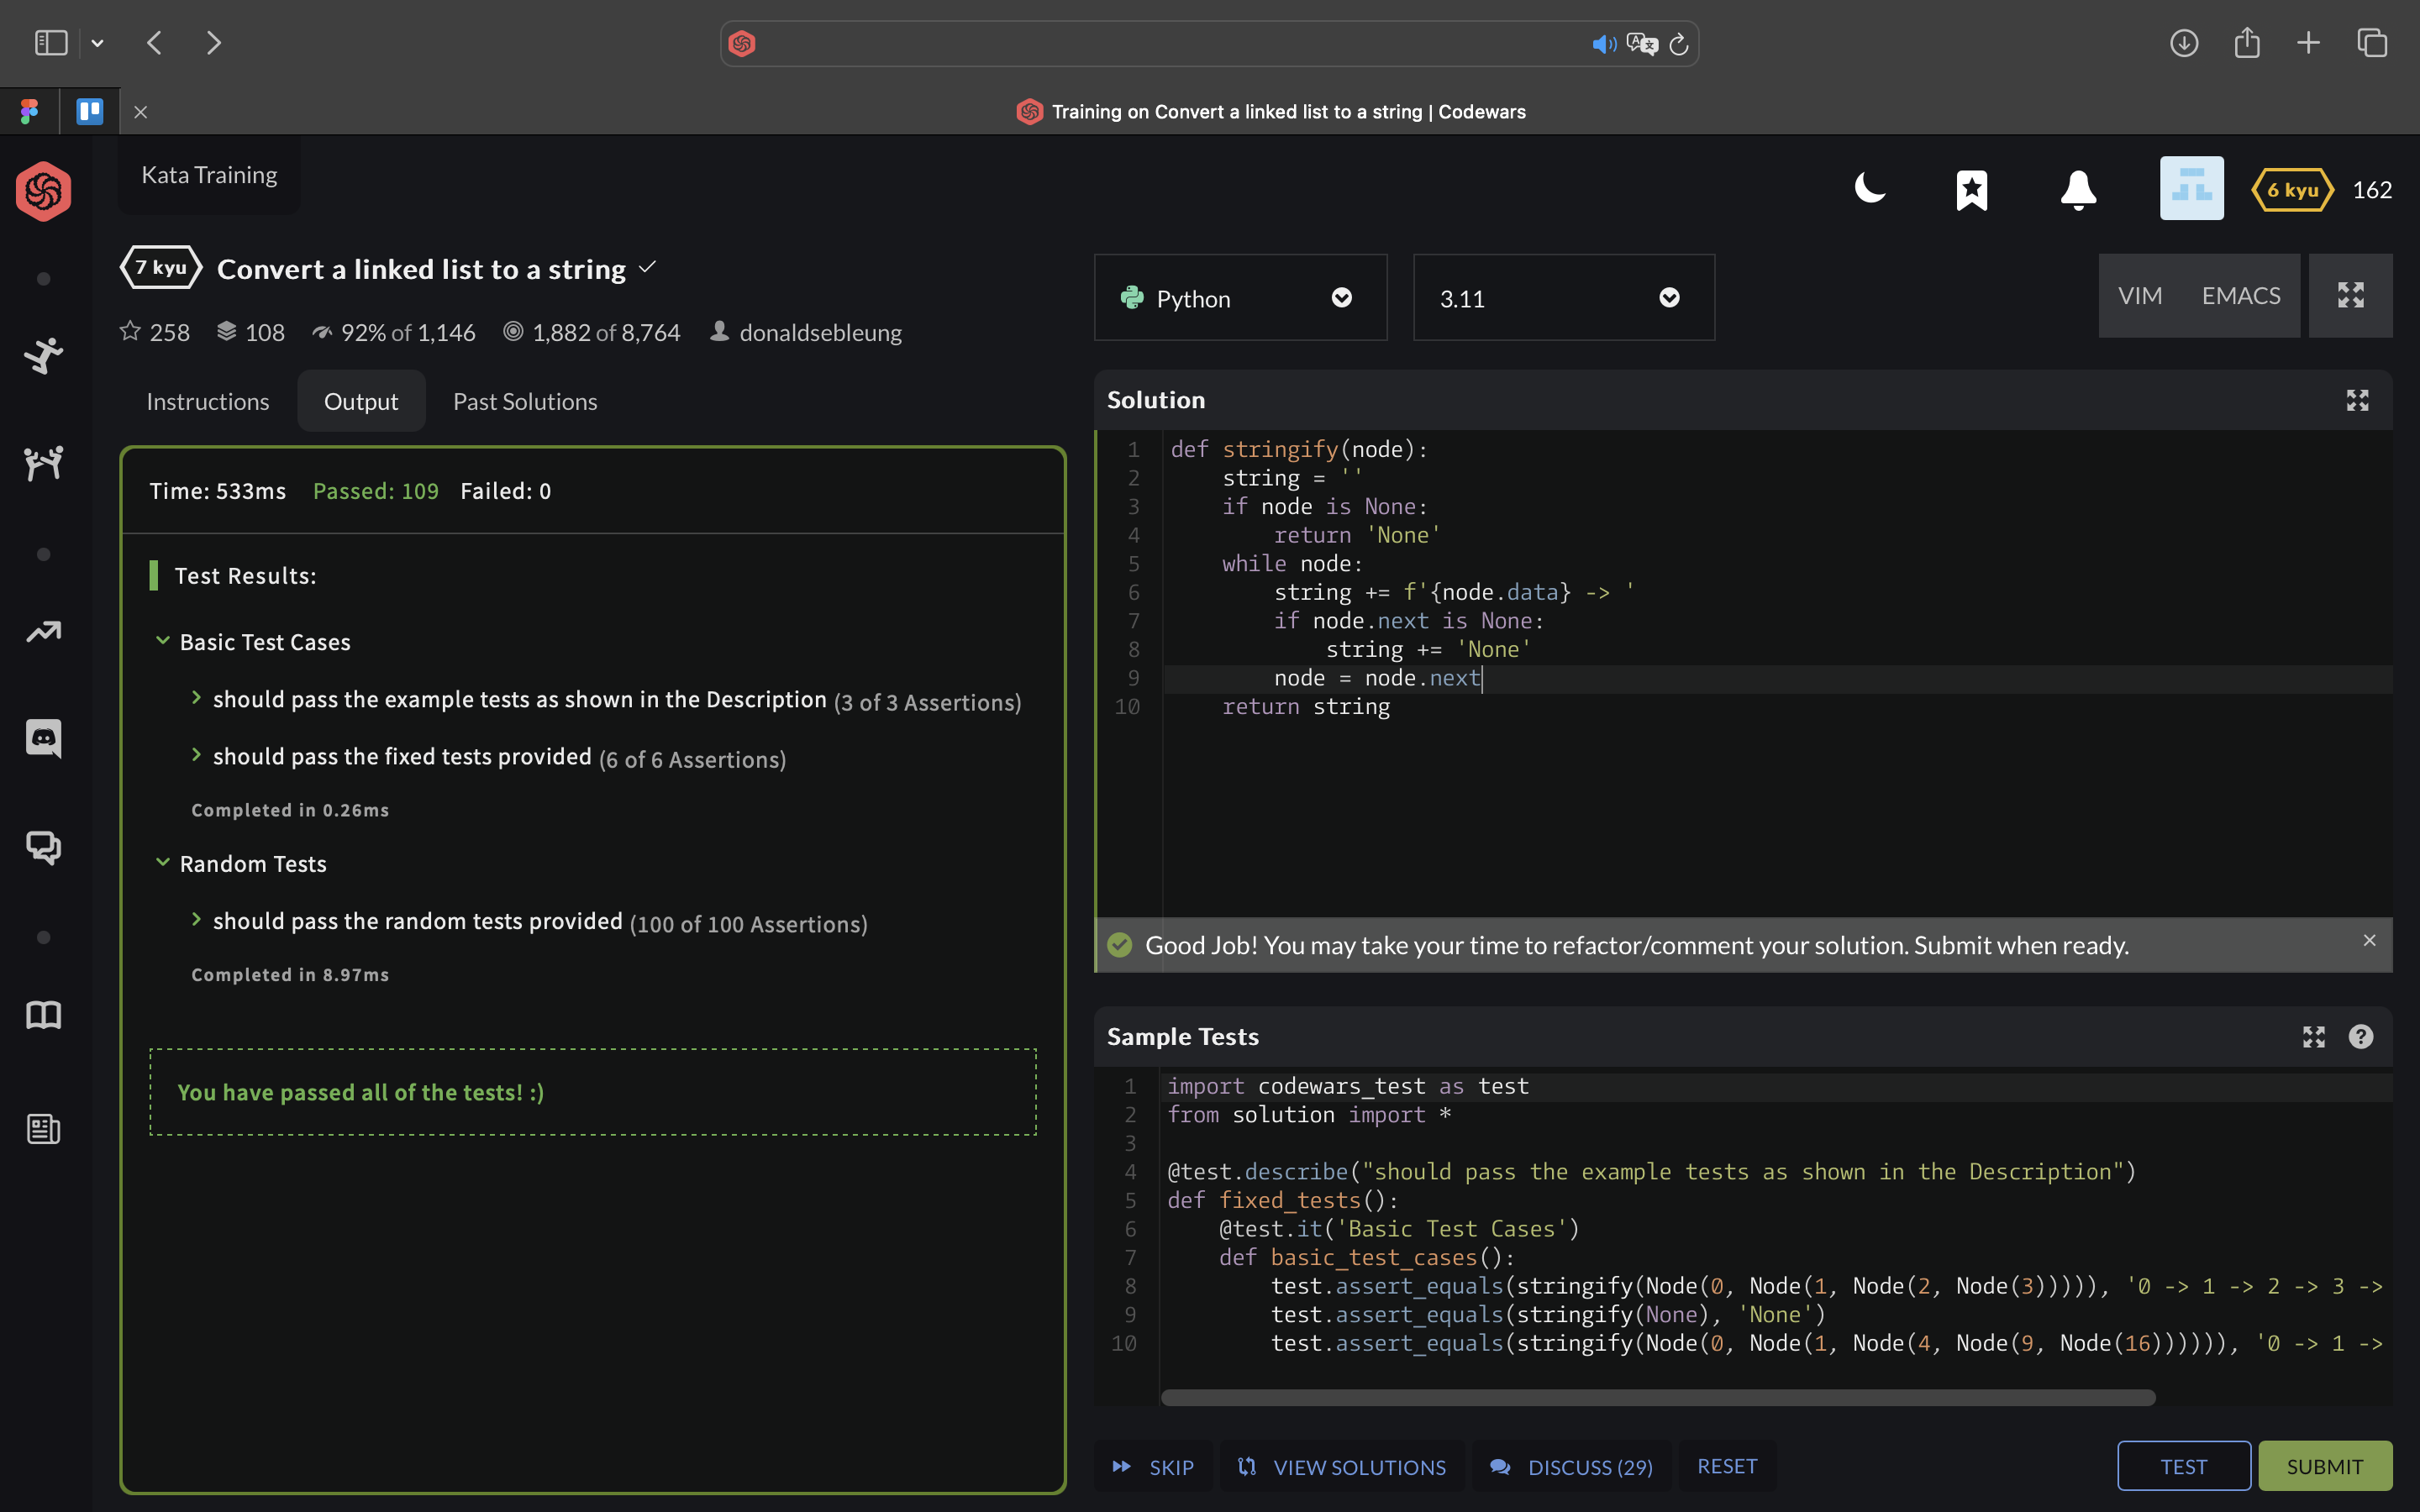 Training on Convert a linked list to a string | Codewars
Kata Training
6 kyu 162
7 kyu Convert a linked list to a string
258 108 92% of 1,146 1,882 of 8,764 donaldsebleung
Instructions Output Past Solutions
Time: 533ms Passed: 109 Failed: 0
Test Results:
Basic Test Cases
should pass the example tests as shown in the Description (3 of 3 Assertions)
should pass the fixed tests provided (6 of 6 Assertions)
Completed in 0.26ms
Random Tests
should pass the random tests provided (100 of 100 Assertions)
Completed in 8.97ms
You have passed all of the tests! :)
Python 3.11 VIM EMACS
Solution
1 def stringify(node):
2     string = ''
3     if node is None:
4         return 'None'
5     while node:
6         string += f'{node.data} -> '
7         if node.next is None:
8             string += 'None'
9         node = node.next
10     return string
Good Job! You may take your time to refactor/comment your solution. Submit when ready.
Sample Tests
1 import codewars_test as test
2 from solution import *
3
4 @test.describe("should pass the example tests as shown in the Description")
5 def fixed_tests():
6     @test.it('Basic Test Cases')
7     def basic_test_cases():
8         test.assert_equals(stringify(Node(0, Node(1, Node(2, Node(3))))), '0 -> 1 -> 2 -> 3 ->
9         test.assert_equals(stringify(None), 'None')
10         test.assert_equals(stringify(Node(0, Node(1, Node(4, Node(9, Node(16)))))), '0 -> 1 ->
SKIP VIEW SOLUTIONS DISCUSS (29) RESET TEST SUBMIT